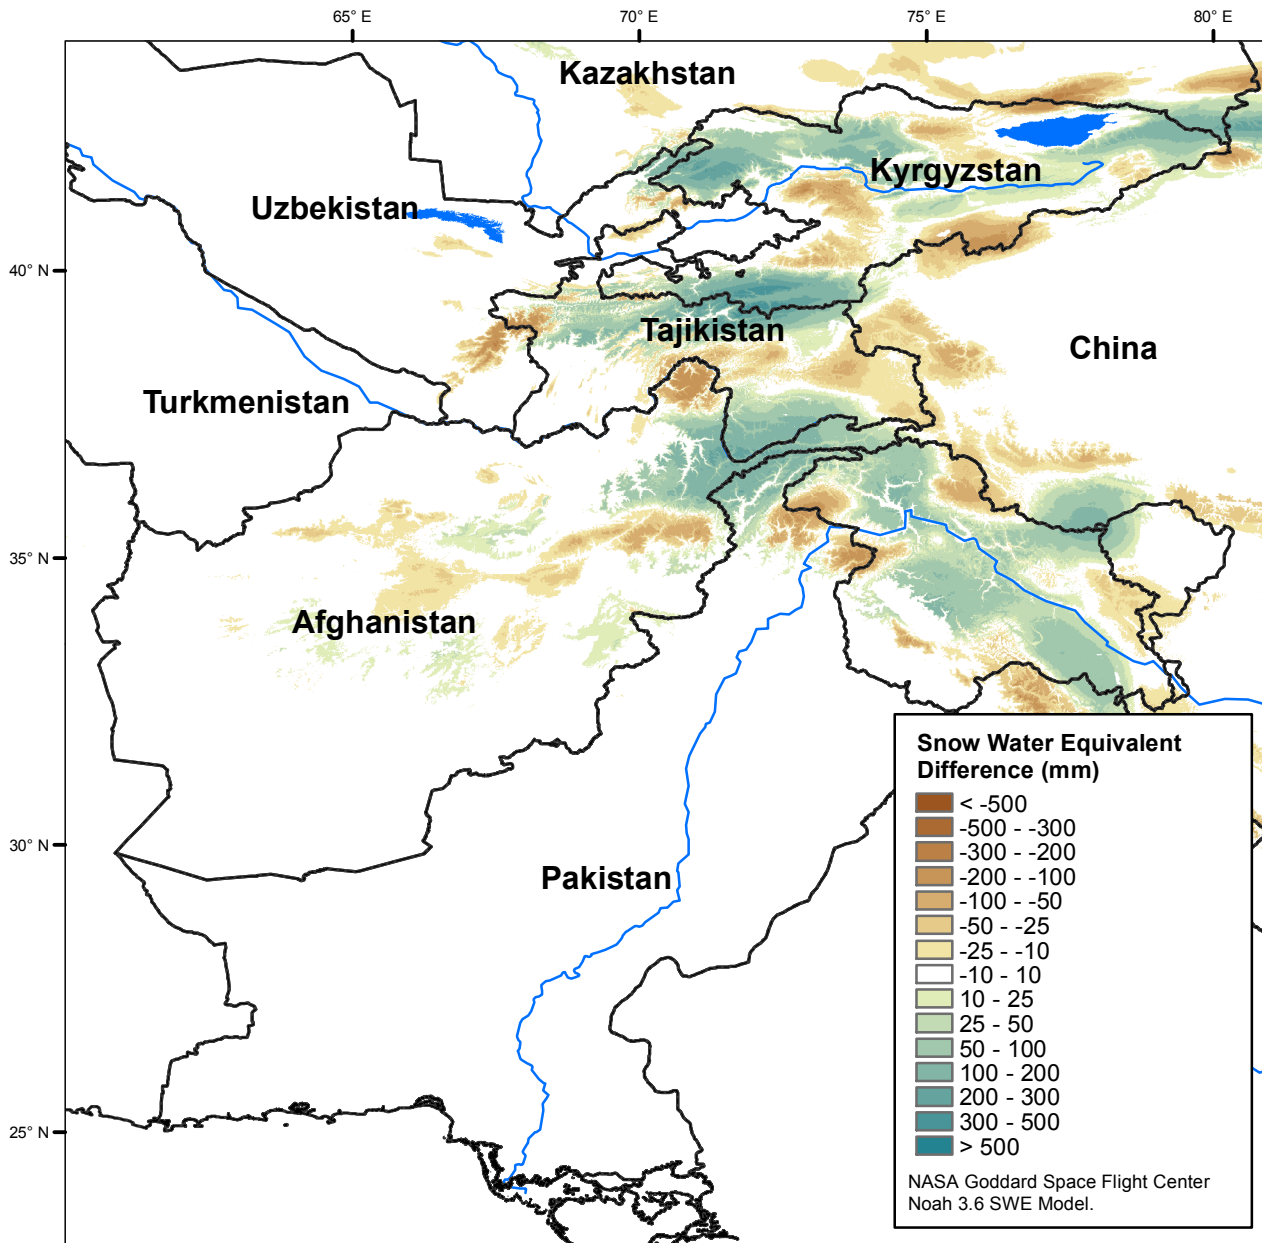 65° E
70° E
75° E
80° E
Kazakhstan
Kyrgyzstan
Uzbekistan
40° N
Tajikistan
China
Turkmenistan
35° N
Afghanistan
30° N
Pakistan
25° N
Snow Water Equivalent
Difference (mm)
< -500
-500 - -300
-300 - -200
-200 - -100
-100 - -50
-50 - -25
-25 - -10
-10 - 10
10 - 25
25 - 50
50 - 100
100 - 200
200 - 300
300 - 500
> 500
NASA Goddard Space Flight Center
Noah 3.6 SWE Model.